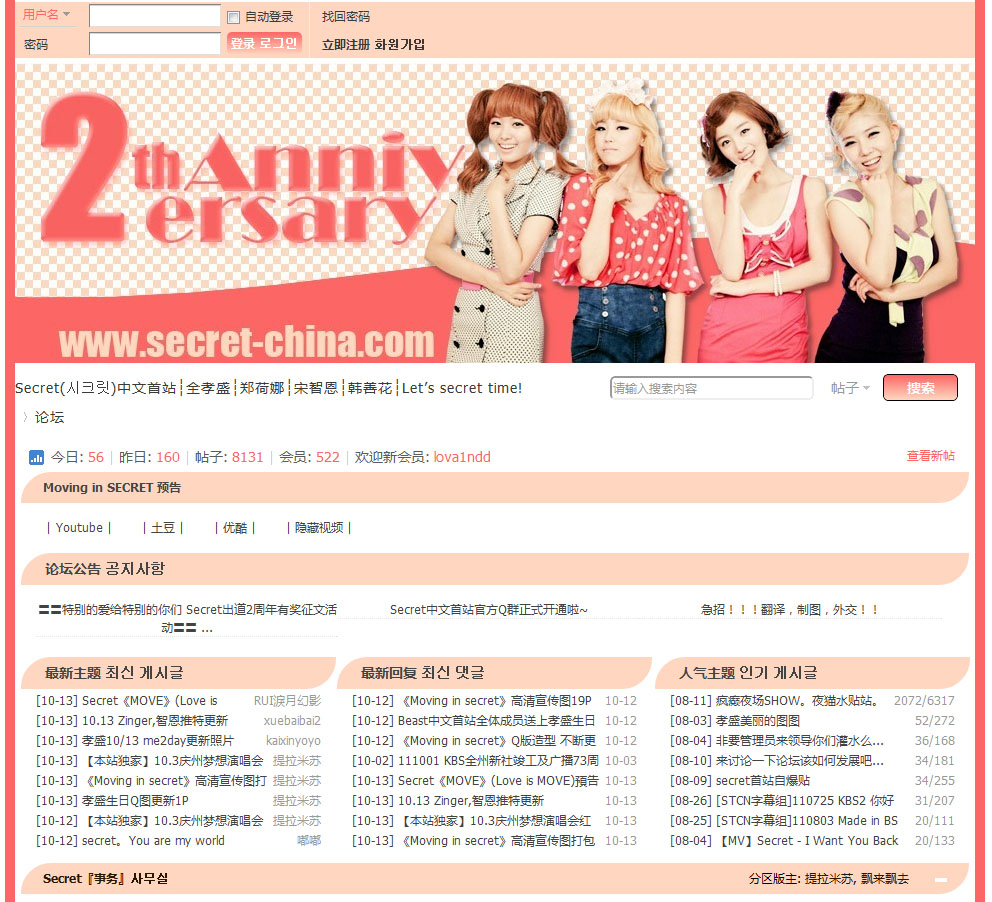 用户名
自动登录
找回密码
密码
登录 로그인
立即注册 화원가입
2th Anniversary
www.secret-china.com
Secret(시크릿)中文首站┆全孝盛┆郑荷娜┆宋智恩┆韩善花┆Let's secret time!
请输入搜索内容
帖子
搜索
〉论坛
今日: 56 | 昨日: 160 | 帖子: 8131 | 会员: 522 | 欢迎新会员: lova1ndd
查看新帖
Moving in SECRET 预告
| Youtube | | 土豆 | | 优酷 | | 隐藏视频 |
论坛公告 공지사항
〓〓特别的爱给特别的你们 Secret出道2周年有奖征文活
动〓〓 ...
Secret中文首站官方Q群正式开通啦~
急招！！！翻译，制图，外交！！
最新主题 최신 게시글
[10-13] Secret《MOVE》(Love is RUI淚月幻影
[10-13] 10.13 Zinger,智恩推特更新 xuebaibai2
[10-13] 孝盛10/13 me2day更新照片 kaixinyoyo
[10-13] 【本站独家】10.3庆州梦想演唱会 提拉米苏
[10-13] 《Moving in secret》高清宣传图打 提拉米苏
[10-13] 孝盛生日Q图更新1P 提拉米苏
[10-12] 【本站独家】10.3庆州梦想演唱会 提拉米苏
[10-12] secret。You are my world 嘟嘟
最新回复 최신 댓글
[10-12] 《Moving in secret》高清宣传图19P 10-12
[10-12] Beast中文首站全体成员送上孝盛生日 10-12
[10-12] 《Moving in secret》Q版造型 不断更 10-12
[10-02] 111001 KBS全州新社竣工及广播73周 10-03
[10-13] Secret《MOVE》(Love is MOVE)預告 10-13
[10-13] 10.13 Zinger,智恩推特更新 10-13
[10-13] 【本站独家】10.3庆州梦想演唱会红 10-13
[10-13] 《Moving in secret》高清宣传图打包 10-13
人气主题 인기 게시글
[08-11] 疯癫夜场SHOW。夜猫水贴站。 2072/6317
[08-03] 孝盛美丽的图图 52/272
[08-04] 非要管理员来领导你们灌水么... 36/168
[08-10] 来讨论一下论坛该如何发展吧... 34/181
[08-09] secret首站自爆贴 34/255
[08-26] [STCN字幕组]110725 KBS2 你好 31/207
[08-25] [STCN字幕组]110803 Made in BS 20/111
[08-04] 【MV】Secret - I Want You Back 20/133
Secret『事务』사무실
分区版主: 提拉米苏, 飘来飘去